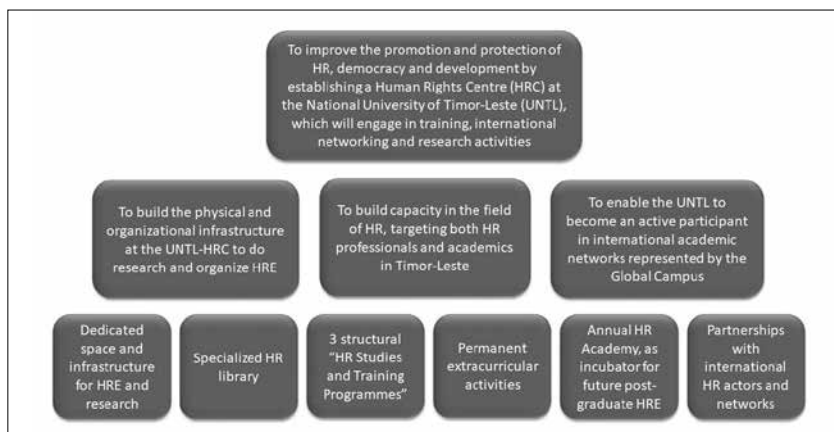 To improve the promotion and protection of
HR, democracy and development by
establishing a Human Rights Centre (HRC) at
the National University of Timor-Leste (UNTL),
which will engage in training, international
networking and research activities
To build the physical and
organizational infrastructure
at the UNTL-HRC to do
research and organize HRE
To build capacity in the field
of HR, targeting both HR
professionals and academics
in Timor-Leste
To enable the UNTL to
become an active participant
in international academic
networks represented by the
Global Campus
Dedicated
space and
infrastructure
for HRE and
research
Specialized HR
library
3 structural
"HR Studies
and Training
Programmes"
Permanent
extracurricular
activities
Annual HR
Academy, as
incubator for
future post-
graduate HRE
Partnerships
with
international
HR actors and
networks